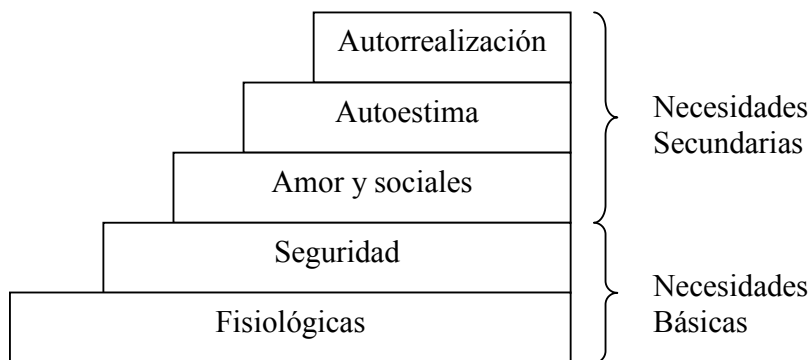 Autorrealización
Autoestima
Amor y sociales
Seguridad
Fisiológicas
Necesidades
Secundarias
Necesidades
Básicas